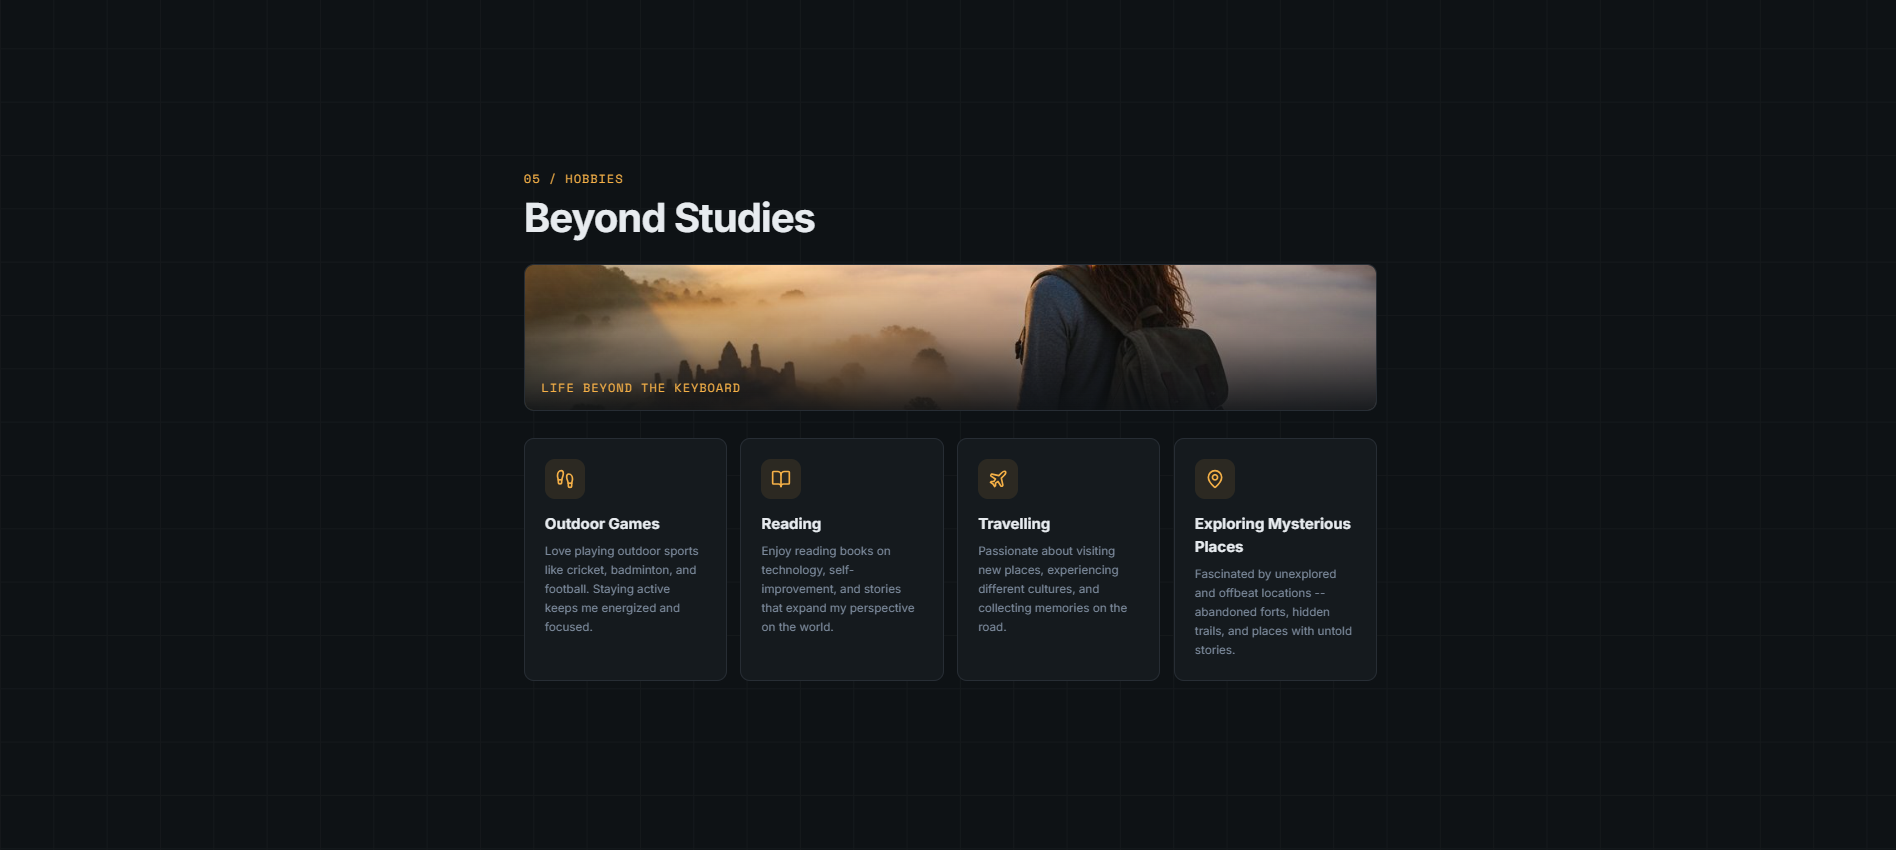 05 / HOBBIES
Beyond Studies
LIFE BEYOND THE KEYBOARD
Outdoor Games
Love playing outdoor sports
like cricket, badminton, and
football. Staying active
keeps me energized and
focused.
Reading
Enjoy reading books on
technology, self-
improvement, and stories
that expand my perspective
on the world.
Travelling
Passionate about visiting
new places, experiencing
different cultures, and
collecting memories on the
road.
Exploring Mysterious
Places
Fascinated by unexplored
and offbeat locations --
abandoned forts, hidden
trails, and places with untold
stories.